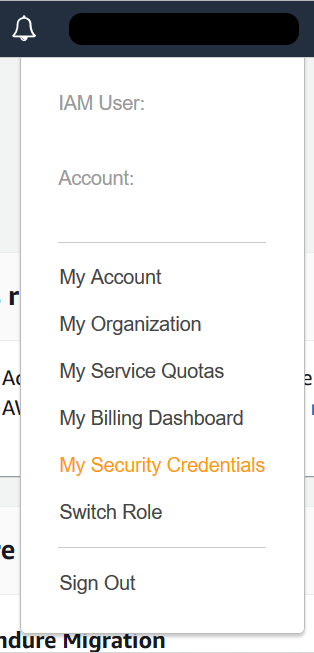 IAM User:
Account:
My Account
r
My Organization
My Service Quotas
Ac
e
AW
My Billing Dashboard
My Security Credentials
Switch Role
re
Sign Out
ndure Migration